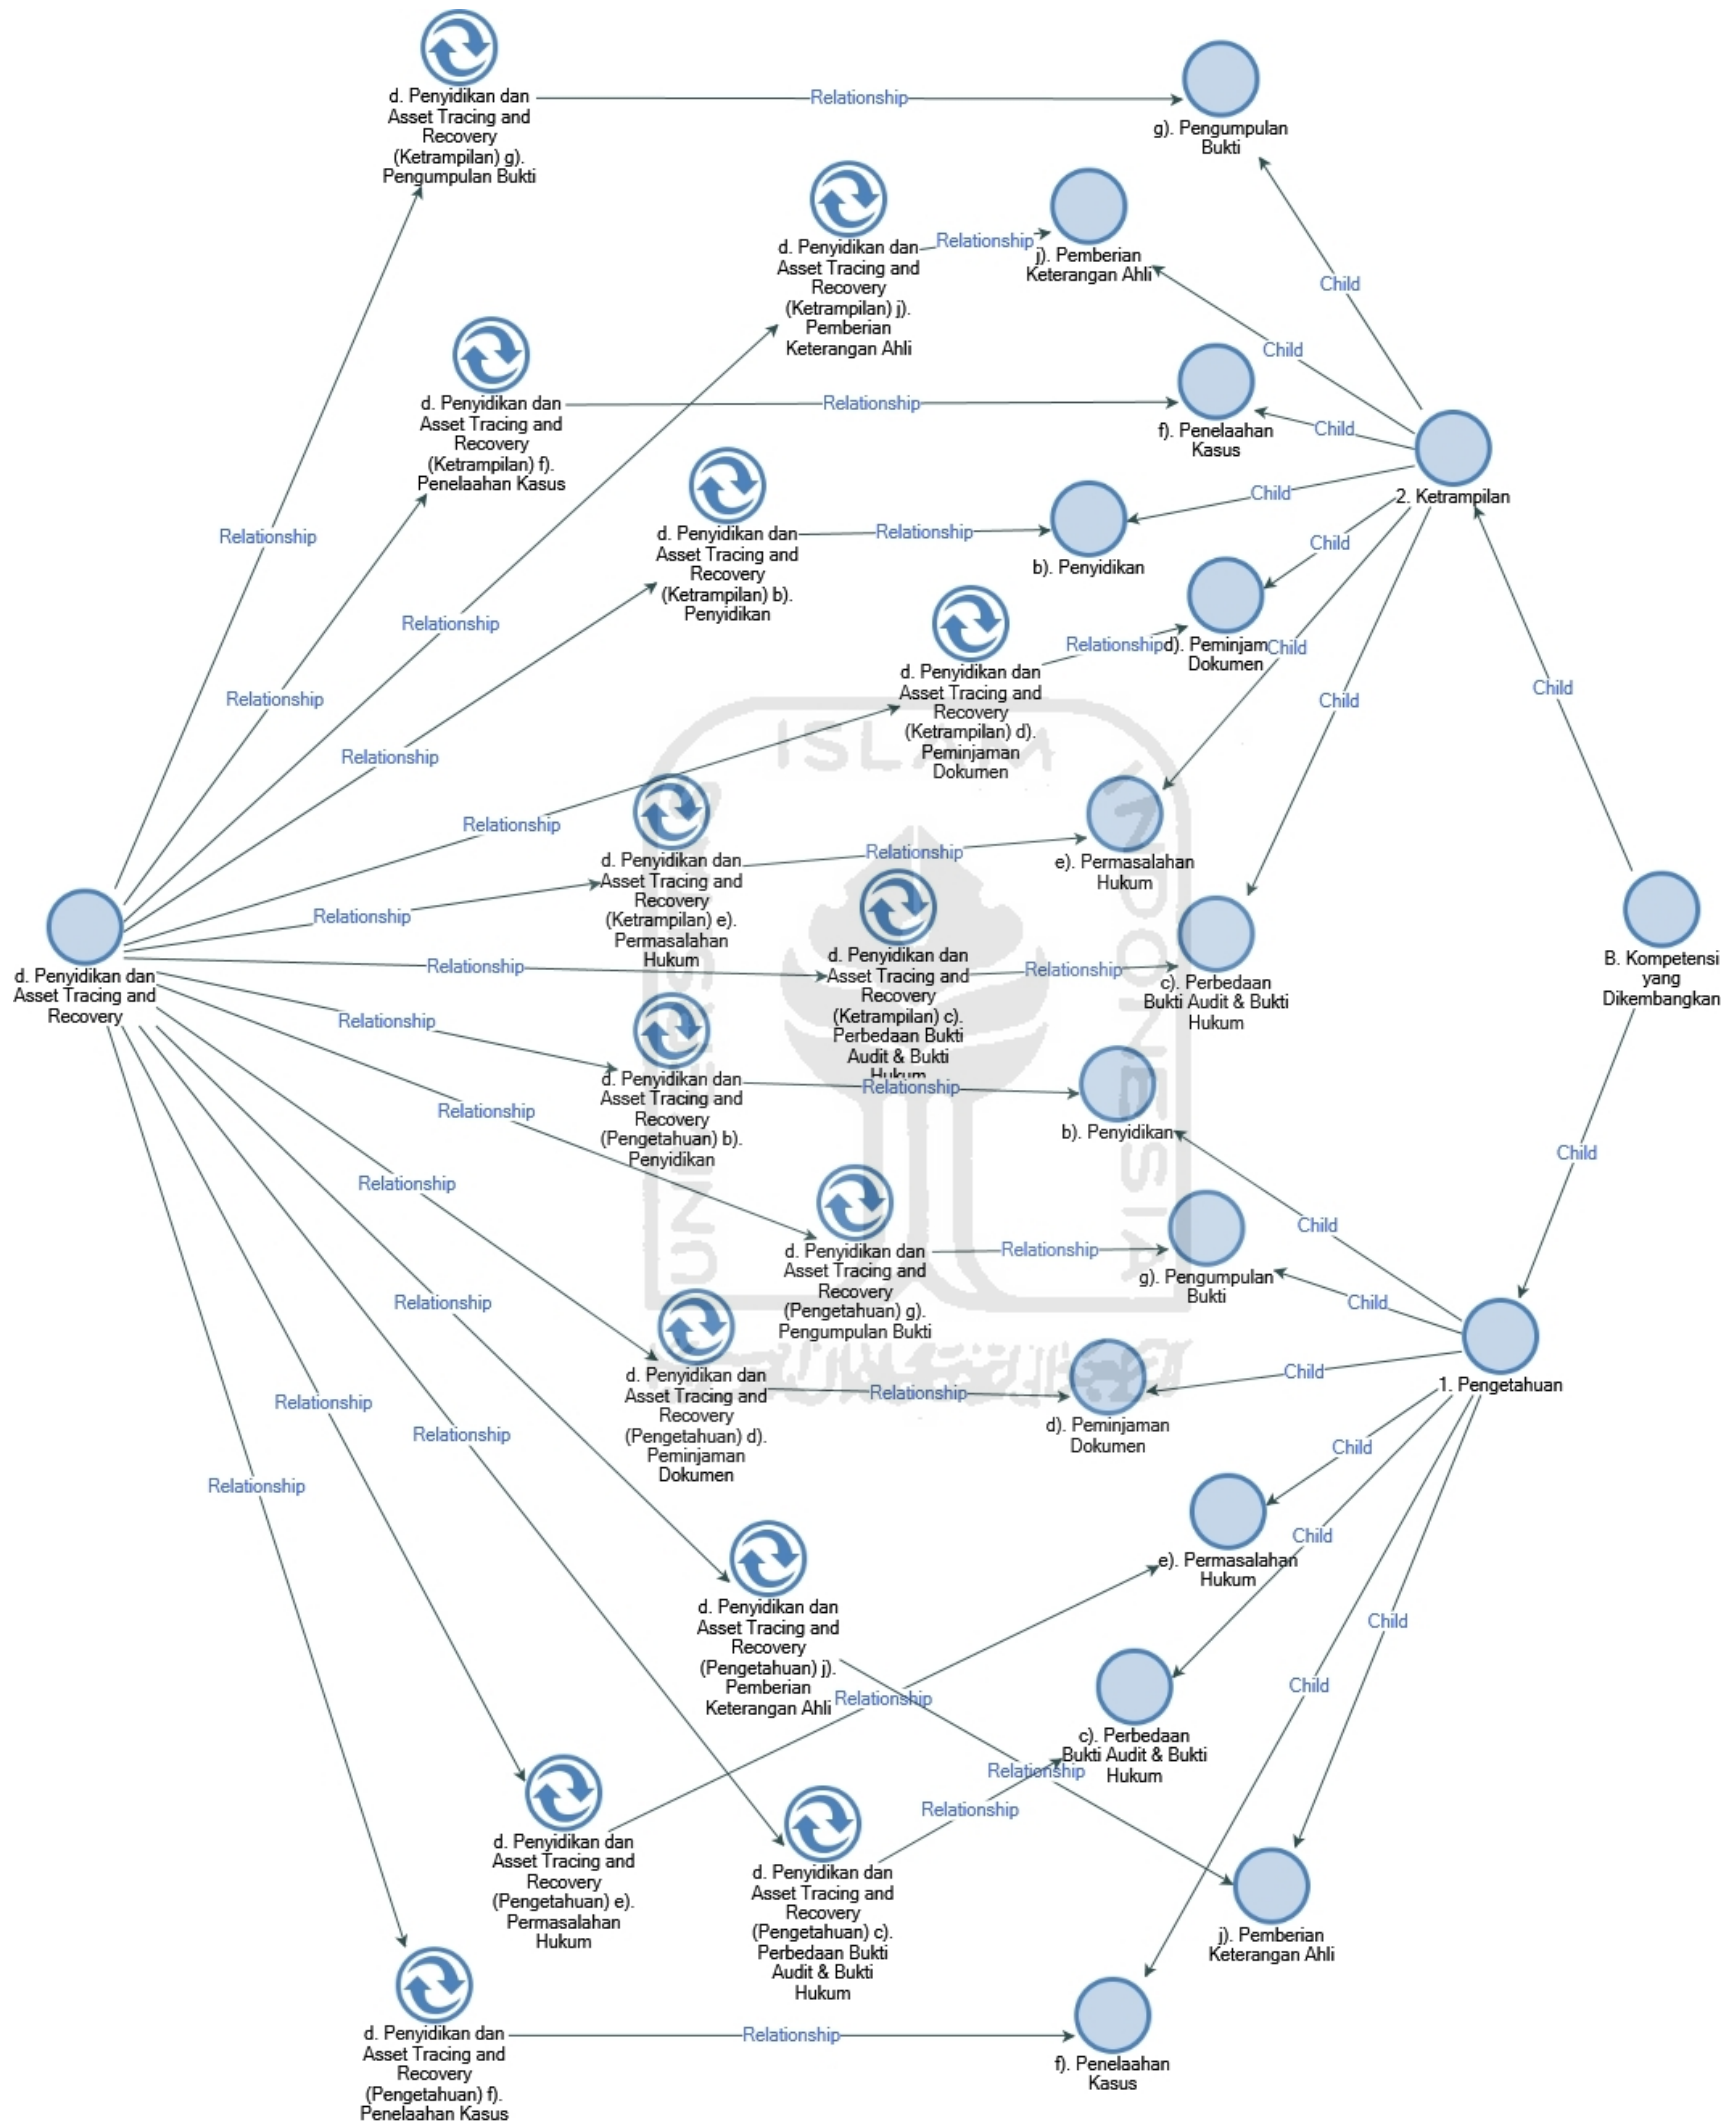 d. Penyidikan dan
Asset Tracing and
Recovery
(Ketrampilan) g).
Pengumpulan Bukti
Relationship
g). Pengumpulan
Bukti
d. Penyidikan dan
Asset Tracing and
Recovery
(Ketrampilan) j).
Pemberian
Keterangan Ahli
Relationship
j). Pemberian
Keterangan Ahli
Child
Child
d. Penyidikan dan
Asset Tracing and
Recovery
(Ketrampilan) f).
Penelaahan Kasus
Relationship
f). Penelaahan
Kasus
Child
2. Ketrampilan
Relationship
d. Penyidikan dan
Asset Tracing and
Recovery
(Ketrampilan) b).
Penyidikan
Relationship
b). Penyidikan
Child
Child
Relationship
d. Penyidikan dan
Asset Tracing and
Recovery
(Ketrampilan) d).
Peminjaman
Dokumen
Relationship
d). Peminjam
Dokumen
Child
Child
Child
Relationship
Relationship
Relationship
d. Penyidikan dan
Asset Tracing and
Recovery
(Ketrampilan) e).
Permasalahan
Hukum
Relationship
e). Permasalahan
Hukum
Relationship
d. Penyidikan dan
Asset Tracing and
Recovery
Relationship
d. Penyidikan dan
Asset Tracing and
Recovery
(Ketrampilan) c).
Perbedaan Bukti
Audit & Bukti
Hukum
Relationship
c). Perbedaan
Bukti Audit & Bukti
Hukum
B. Kompetensi
yang
Dikembangkan
Relationship
d. Penyidikan dan
Asset Tracing and
Recovery
(Pengetahuan) b).
Penyidikan
Relationship
b). Penyidikan
Child
Child
Relationship
d. Penyidikan dan
Asset Tracing and
Recovery
(Pengetahuan) g).
Pengumpulan Bukti
Relationship
g). Pengumpulan
Bukti
Child
1. Pengetahuan
Relationship
d. Penyidikan dan
Asset Tracing and
Recovery
(Pengetahuan) d).
Peminjaman
Dokumen
Relationship
d). Peminjaman
Dokumen
Child
Child
e). Permasalahan
Hukum
Child
Relationship
Relationship
Relationship
Relationship
d. Penyidikan dan
Asset Tracing and
Recovery
(Pengetahuan) j).
Pemberian
Keterangan Ahli
Relationship
Child
Child
c). Perbedaan
Bukti Audit & Bukti
Hukum
Relationship
Relationship
d. Penyidikan dan
Asset Tracing and
Recovery
(Pengetahuan) e).
Permasalahan
Hukum
d. Penyidikan dan
Asset Tracing and
Recovery
(Pengetahuan) c).
Perbedaan Bukti
Audit & Bukti
Hukum
j). Pemberian
Keterangan Ahli
d. Penyidikan dan
Asset Tracing and
Recovery
(Pengetahuan) f).
Penelaahan Kasus
Relationship
f). Penelaahan
Kasus
ISLAM
INDONESIA